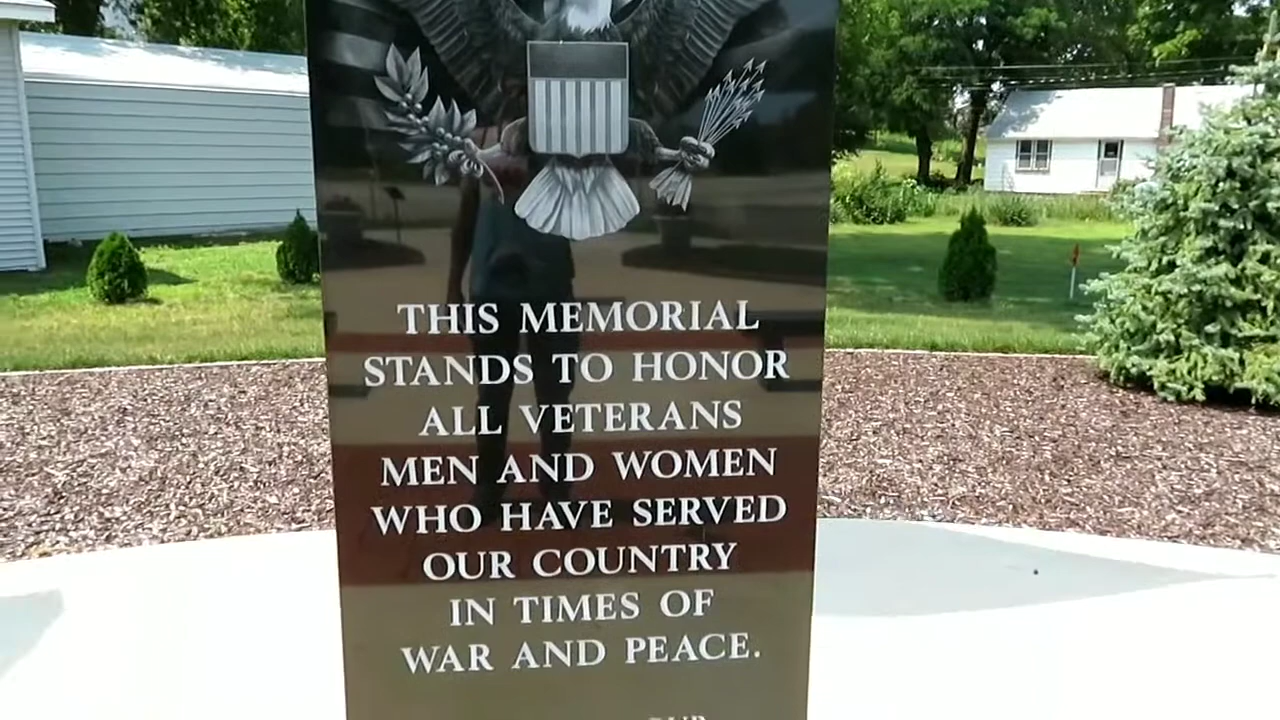 THIS MEMORIAL
STANDS TO HONOR
ALL VETERANS
MEN AND WOMEN
WHO HAVE SERVED
OUR COUNTRY
IN TIMES OF
WAR AND PEACE.